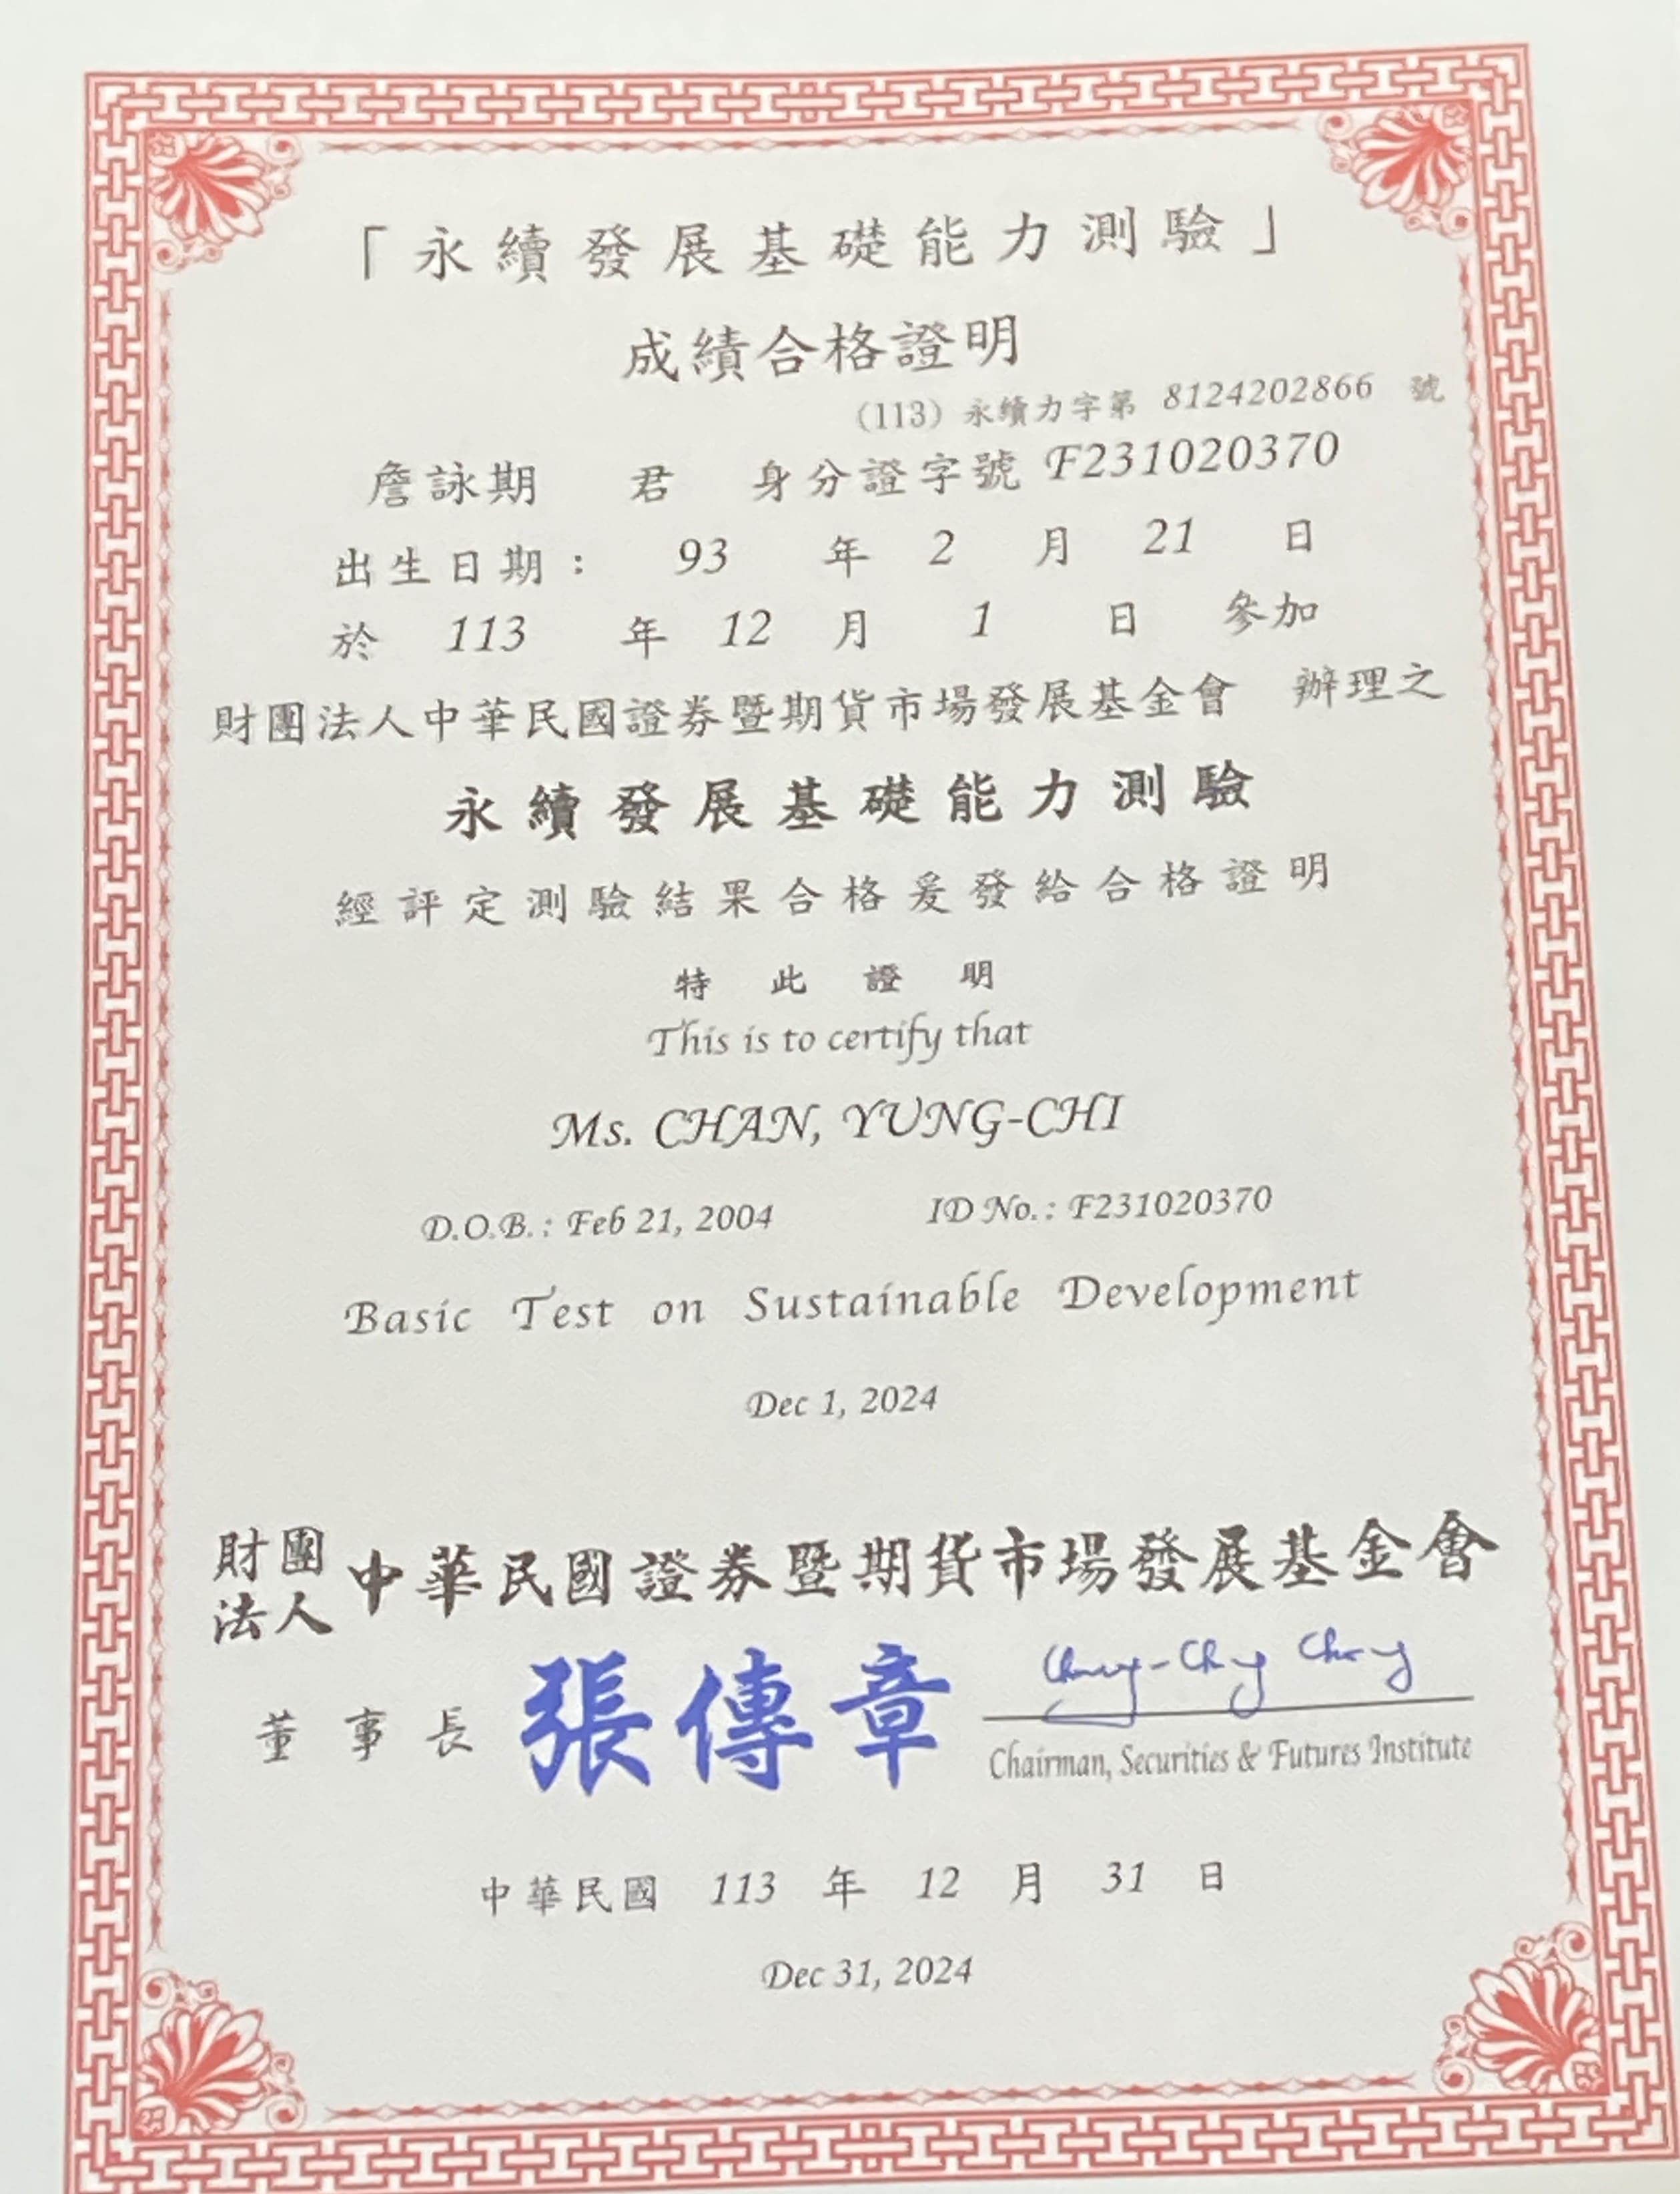 「永續發展基礎能力測驗」
成績合格證明
(113) 永續力字第 8124202866 號
詹詠期 君 身分證字號 F231020370
出生日期： 93 年 2 月 21 日
於 113 年 12 月 1 日 參加
財團法人中華民國證券暨期貨市場發展基金會 辦理之
永續發展基礎能力測驗
經評定測驗結果合格爰發給合格證明
特此證明
This is to certify that
Ms. CHAN, YUNG-CHI
D.O.B.: Feb 21, 2004 ID No.: F231020370
Basic Test on Sustainable Development
Dec 1, 2024
財團法人中華民國證券暨期貨市場發展基金會
董事長 張傳章
Chairman, Securities & Futures Institute
中華民國 113 年 12 月 31 日
Dec 31, 2024